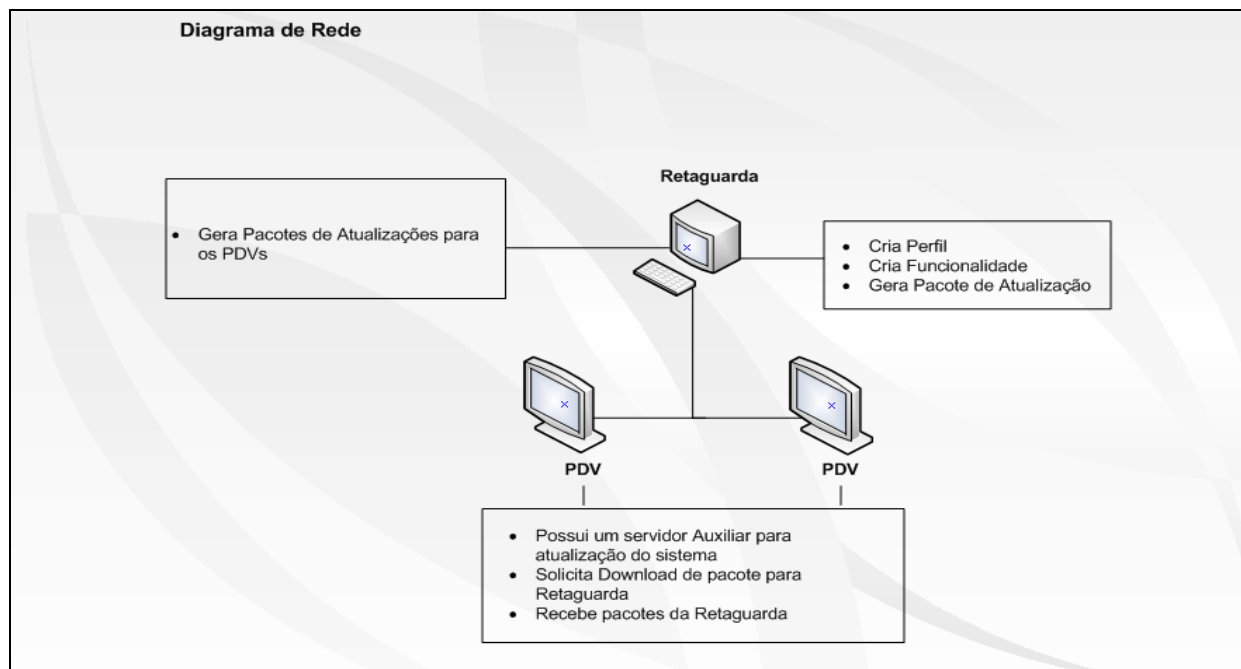 Diagrama de Rede
Retaguarda
• Gera Pacotes de Atualizações para
os PDVs
• Cria Perfil
• Cria Funcionalidade
• Gera Pacote de Atualização
PDV
PDV
• Possui um servidor Auxiliar para
atualização do sistema
• Solicita Download de pacote para
Retaguarda
• Recebe pacotes da Retaguarda